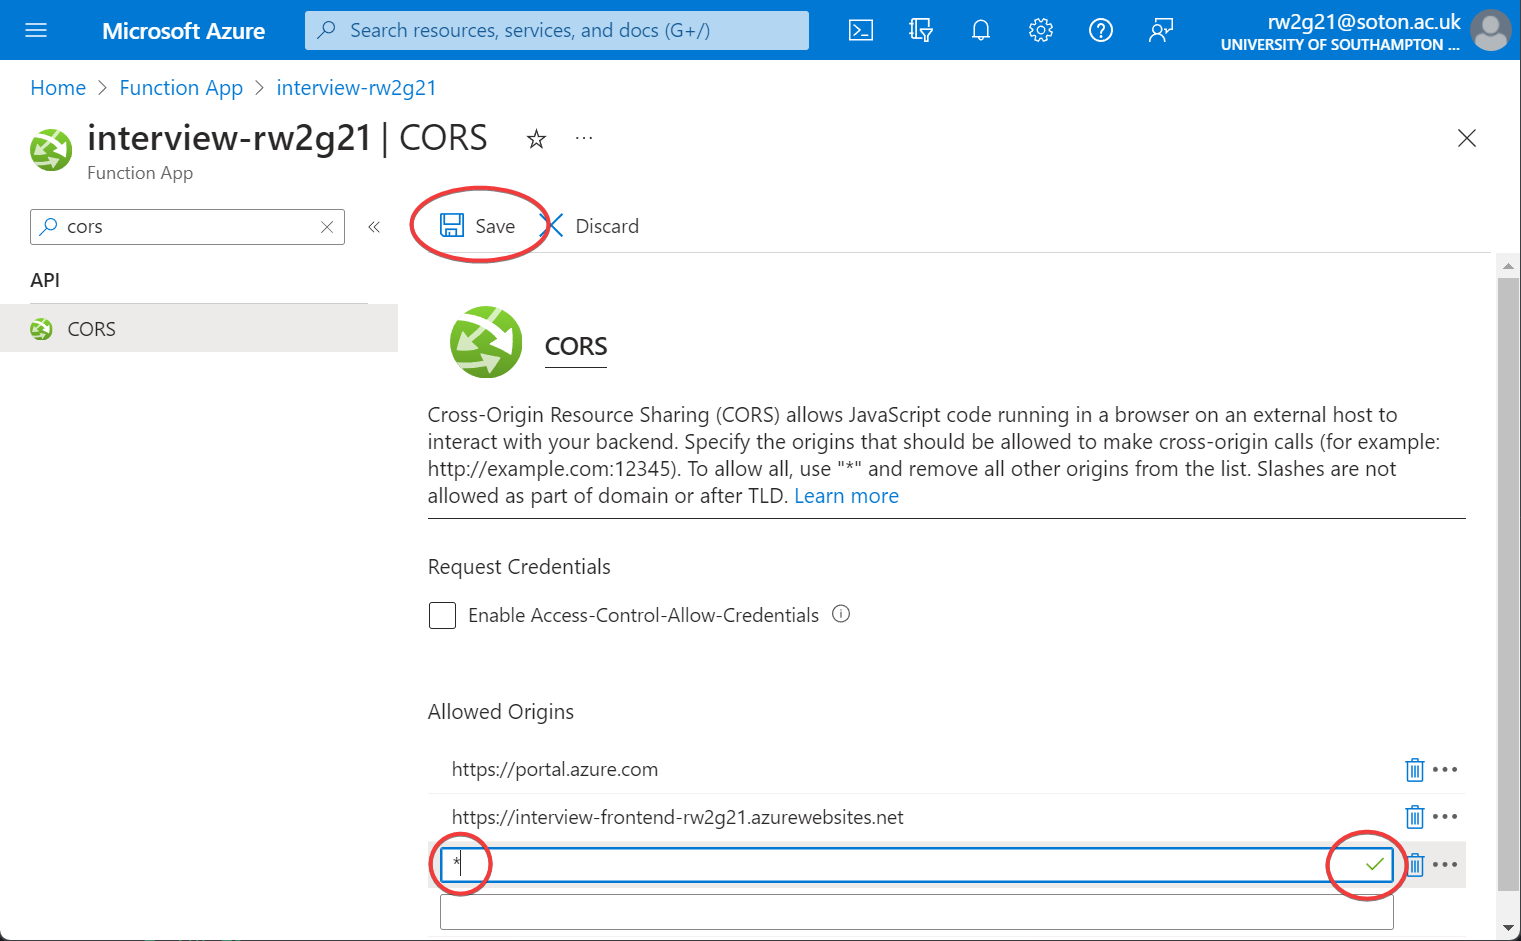 Microsoft Azure
Search resources, services, and docs (G+/)
rw2g21@soton.ac.uk
UNIVERSITY OF SOUTHAMPTON ...
Home > Function App > interview-rw2g21
interview-rw2g21 | CORS
Function App
cors
Save
Discard
API
CORS
CORS
Cross-Origin Resource Sharing (CORS) allows JavaScript code running in a browser on an external host to
interact with your backend. Specify the origins that should be allowed to make cross-origin calls (for example:
http://example.com:12345). To allow all, use "*" and remove all other origins from the list. Slashes are not
allowed as part of domain or after TLD. Learn more
Request Credentials
Enable Access-Control-Allow-Credentials
Allowed Origins
https://portal.azure.com
https://interview-frontend-rw2g21.azurewebsites.net
*